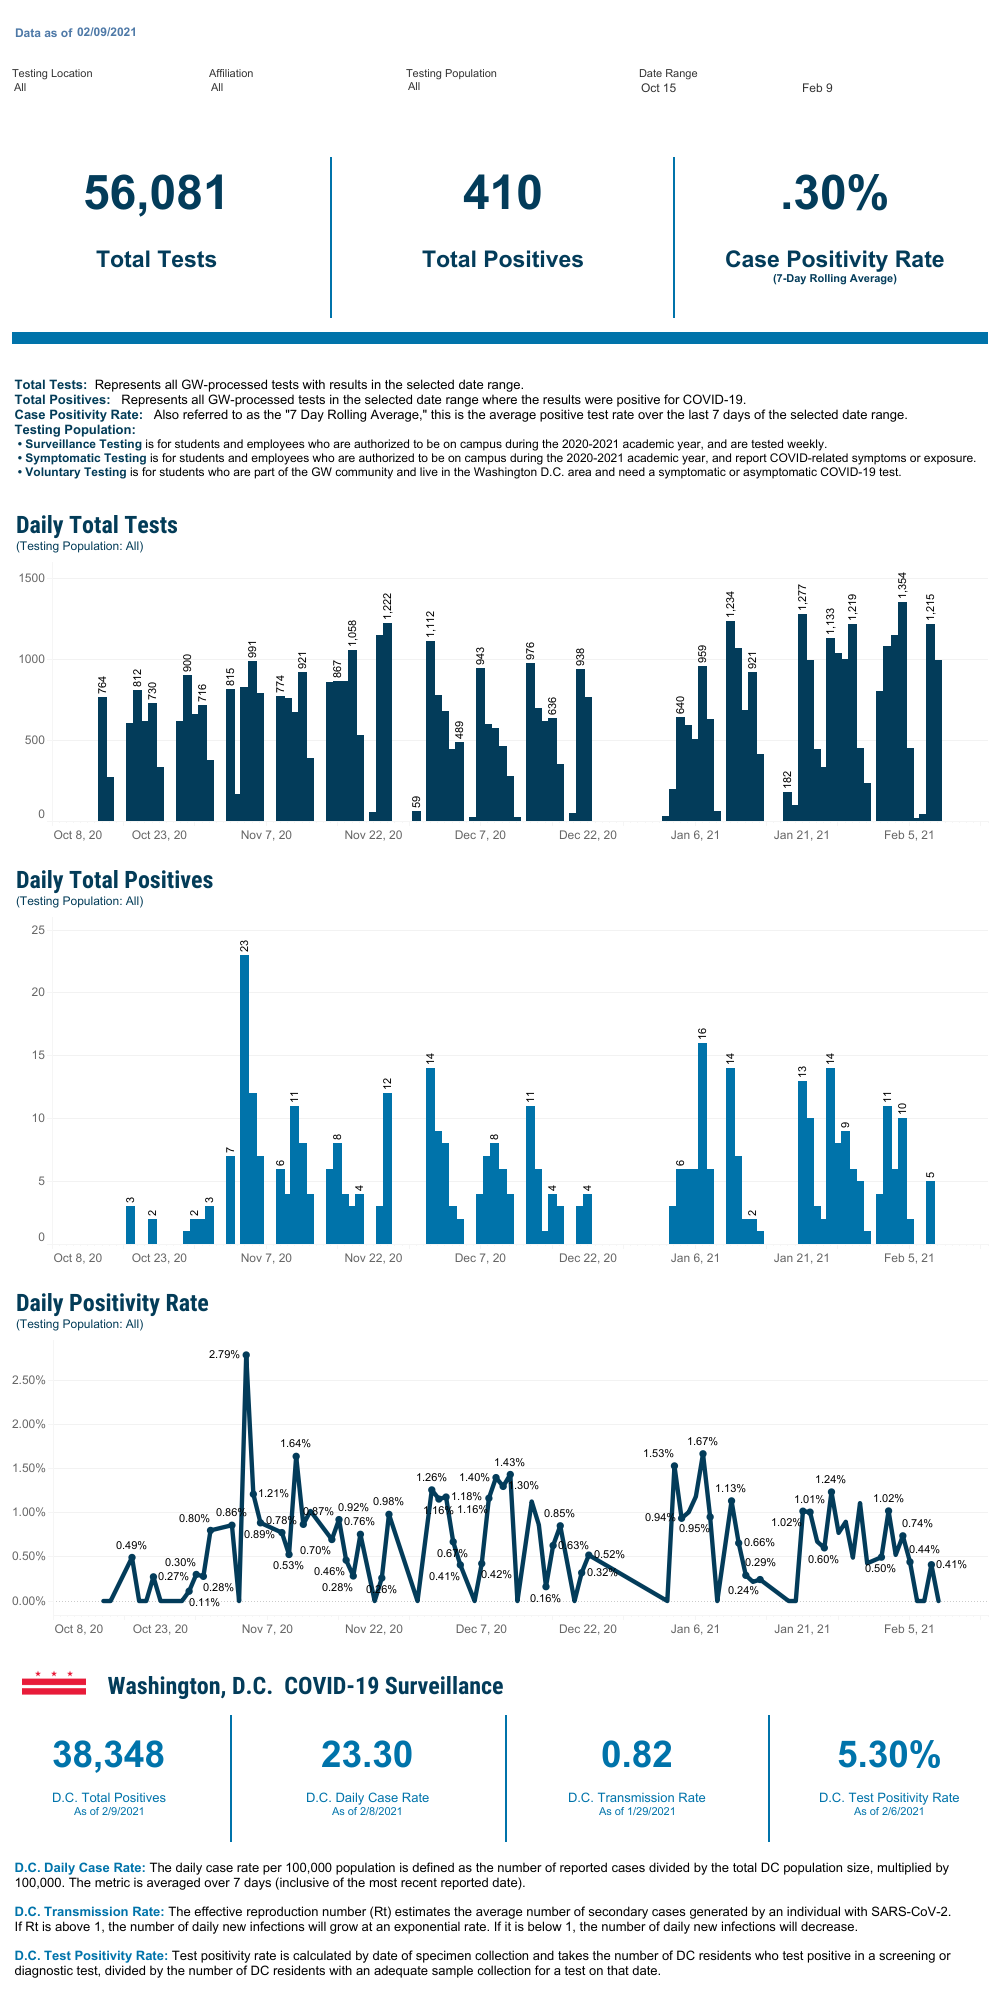 Data as of 02/09/2021
Testing Location Affiliation Testing Population Date Range
All All All Oct 15 Feb 9
56,081 410 .30%
Total Tests Total Positives Case Positivity Rate
(7-Day Rolling Average)
Total Tests: Represents all GW-processed tests with results in the selected date range.
Total Positives: Represents all GW-processed tests in the selected date range where the results were positive for COVID-19.
Case Positivity Rate: Also referred to as the "7 Day Rolling Average," this is the average positive test rate over the last 7 days of the selected date range.
Testing Population:
• Surveillance Testing is for students and employees who are authorized to be on campus during the 2020-2021 academic year, and are tested weekly.
• Symptomatic Testing is for students and employees who are authorized to be on campus during the 2020-2021 academic year, and report COVID-related symptoms or exposure.
• Voluntary Testing is for students who are part of the GW community and live in the Washington D.C. area and need a symptomatic or asymptomatic COVID-19 test.
Daily Total Tests
(Testing Population: All)
1500
1000
500
0
764 812 730 900 716 815 991 774 921 867 1,058 1,222 59 1,112 489 943 976 636 938 640 959 1,234 921 182 1,277 1,133 1,219 1,354 1,215
Oct 8, 20 Oct 23, 20 Nov 7, 20 Nov 22, 20 Dec 7, 20 Dec 22, 20 Jan 6, 21 Jan 21, 21 Feb 5, 21
Daily Total Positives
(Testing Population: All)
25
20
15
10
5
0
3 2 2 3 7 23 6 11 8 4 12 14 8 11 4 4 6 16 14 2 13 14 9 11 10 5
Oct 8, 20 Oct 23, 20 Nov 7, 20 Nov 22, 20 Dec 7, 20 Dec 22, 20 Jan 6, 21 Jan 21, 21 Feb 5, 21
Daily Positivity Rate
(Testing Population: All)
2.50%
2.00%
1.50%
1.00%
0.50%
0.00%
0.49% 0.27% 0.11% 0.30% 0.28% 0.80% 0.86% 2.79% 1.21% 0.89% 0.78% 0.53% 1.64% 0.87% 0.70% 0.92% 0.46% 0.28% 0.76% 0.26% 0.98% 1.26% 1.16% 1.18% 0.67% 0.41% 0.42% 1.16% 1.40% 1.30% 1.43% 0.16% 0.63% 0.85% 0.32% 0.52% 1.53% 0.94% 1.67% 0.95% 1.13% 0.66% 0.29% 0.24% 1.02% 1.01% 0.60% 1.24% 0.50% 1.02% 0.74% 0.44% 0.41%
Oct 8, 20 Oct 23, 20 Nov 7, 20 Nov 22, 20 Dec 7, 20 Dec 22, 20 Jan 6, 21 Jan 21, 21 Feb 5, 21
Washington, D.C. COVID-19 Surveillance
38,348 23.30 0.82 5.30%
D.C. Total Positives D.C. Daily Case Rate D.C. Transmission Rate D.C. Test Positivity Rate
As of 2/9/2021 As of 2/8/2021 As of 1/29/2021 As of 2/6/2021
D.C. Daily Case Rate: The daily case rate per 100,000 population is defined as the number of reported cases divided by the total DC population size, multiplied by
100,000. The metric is averaged over 7 days (inclusive of the most recent reported date).
D.C. Transmission Rate: The effective reproduction number (Rt) estimates the average number of secondary cases generated by an individual with SARS-CoV-2.
If Rt is above 1, the number of daily new infections will grow at an exponential rate. If it is below 1, the number of daily new infections will decrease.
D.C. Test Positivity Rate: Test positivity rate is calculated by date of specimen collection and takes the number of DC residents who test positive in a screening or
diagnostic test, divided by the number of DC residents with an adequate sample collection for a test on that date.